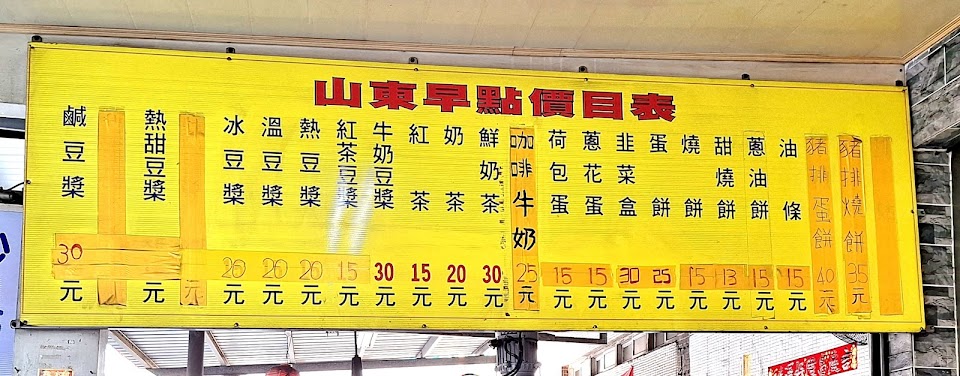 山東早點價目表
鹹豆漿 30元
熱甜豆漿 元
元
冰豆漿 20元
溫豆漿 20元
熱豆漿 20元
紅茶豆漿 15元
牛奶豆漿 30元
紅茶 15元
奶茶 20元
鮮奶茶 30元
咖啡牛奶 25元
荷包蛋 15元
蔥花蛋 15元
韭菜盒 30元
蛋餅 25元
燒餅 15元
甜燒餅 13元
蔥油餅 15元
油條 15元
豬排蛋餅 40元
豬排燒餅 35元